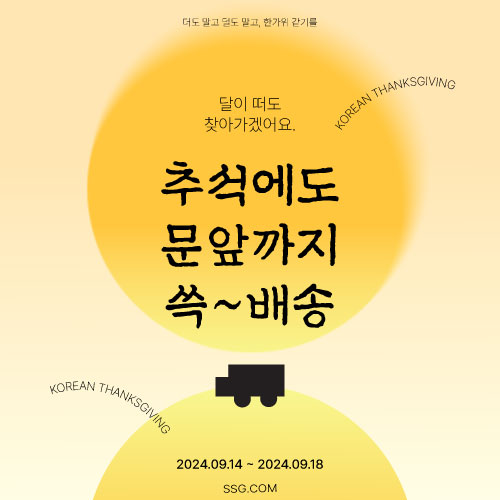 더도 말고 덜도 말고, 한가위 같기를
달이 떠도
찾아가겠어요.
KOREAN THANKSGIVING
추석에도
문앞까지
쓱~배송
KOREAN THANKSGIVING
2024.09.14 ~ 2024.09.18
SSG.COM